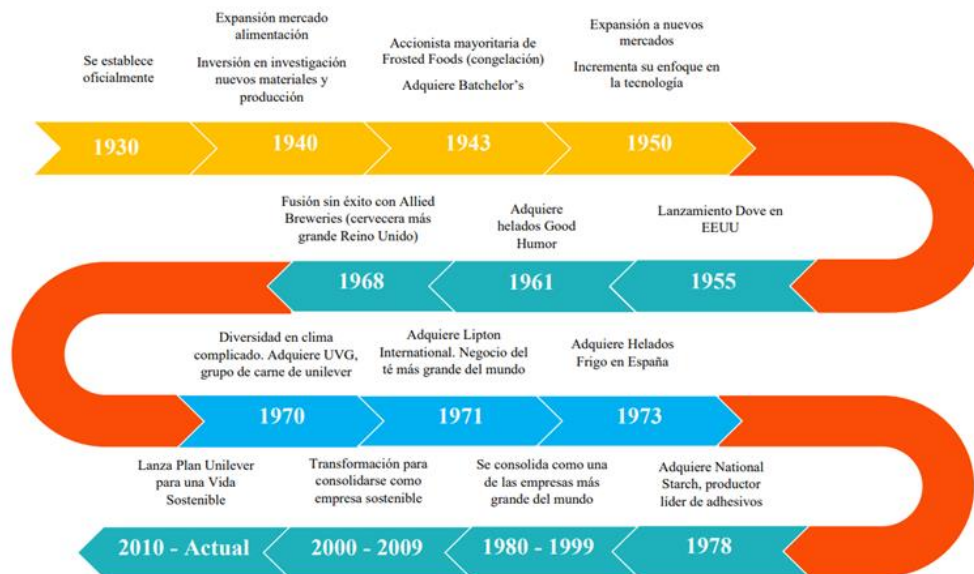 Se establece
oficialmente
Expansión mercado
alimentación
Inversión en investigación
nuevos materiales y
producción
Accionista mayoritaria de
Frosted Foods (congelación)
Adquiere Batchelor’s
Expansión a nuevos
mercados
Incrementa su enfoque en
la tecnología
1930
1940
1943
1950
Fusión sin éxito con Allied
Breweries (cervecera más
grande Reino Unido)
Adquiere
helados Good
Humor
Lanzamiento Dove en
EEUU
1968
1961
1955
Diversidad en clima
complicado. Adquiere UVG,
grupo de carne de unilever
Adquiere Lipton
International. Negocio del
té más grande del mundo
Adquiere Helados
Frigo en España
1970
1971
1973
Lanza Plan Unilever
para una Vida
Sostenible
Transformación para
consolidarse como
empresa sostenible
Se consolida como una
de las empresas más
grande del mundo
Adquiere National
Starch, productor
líder de adhesivos
2010 - Actual
2000 - 2009
1980 - 1999
1978